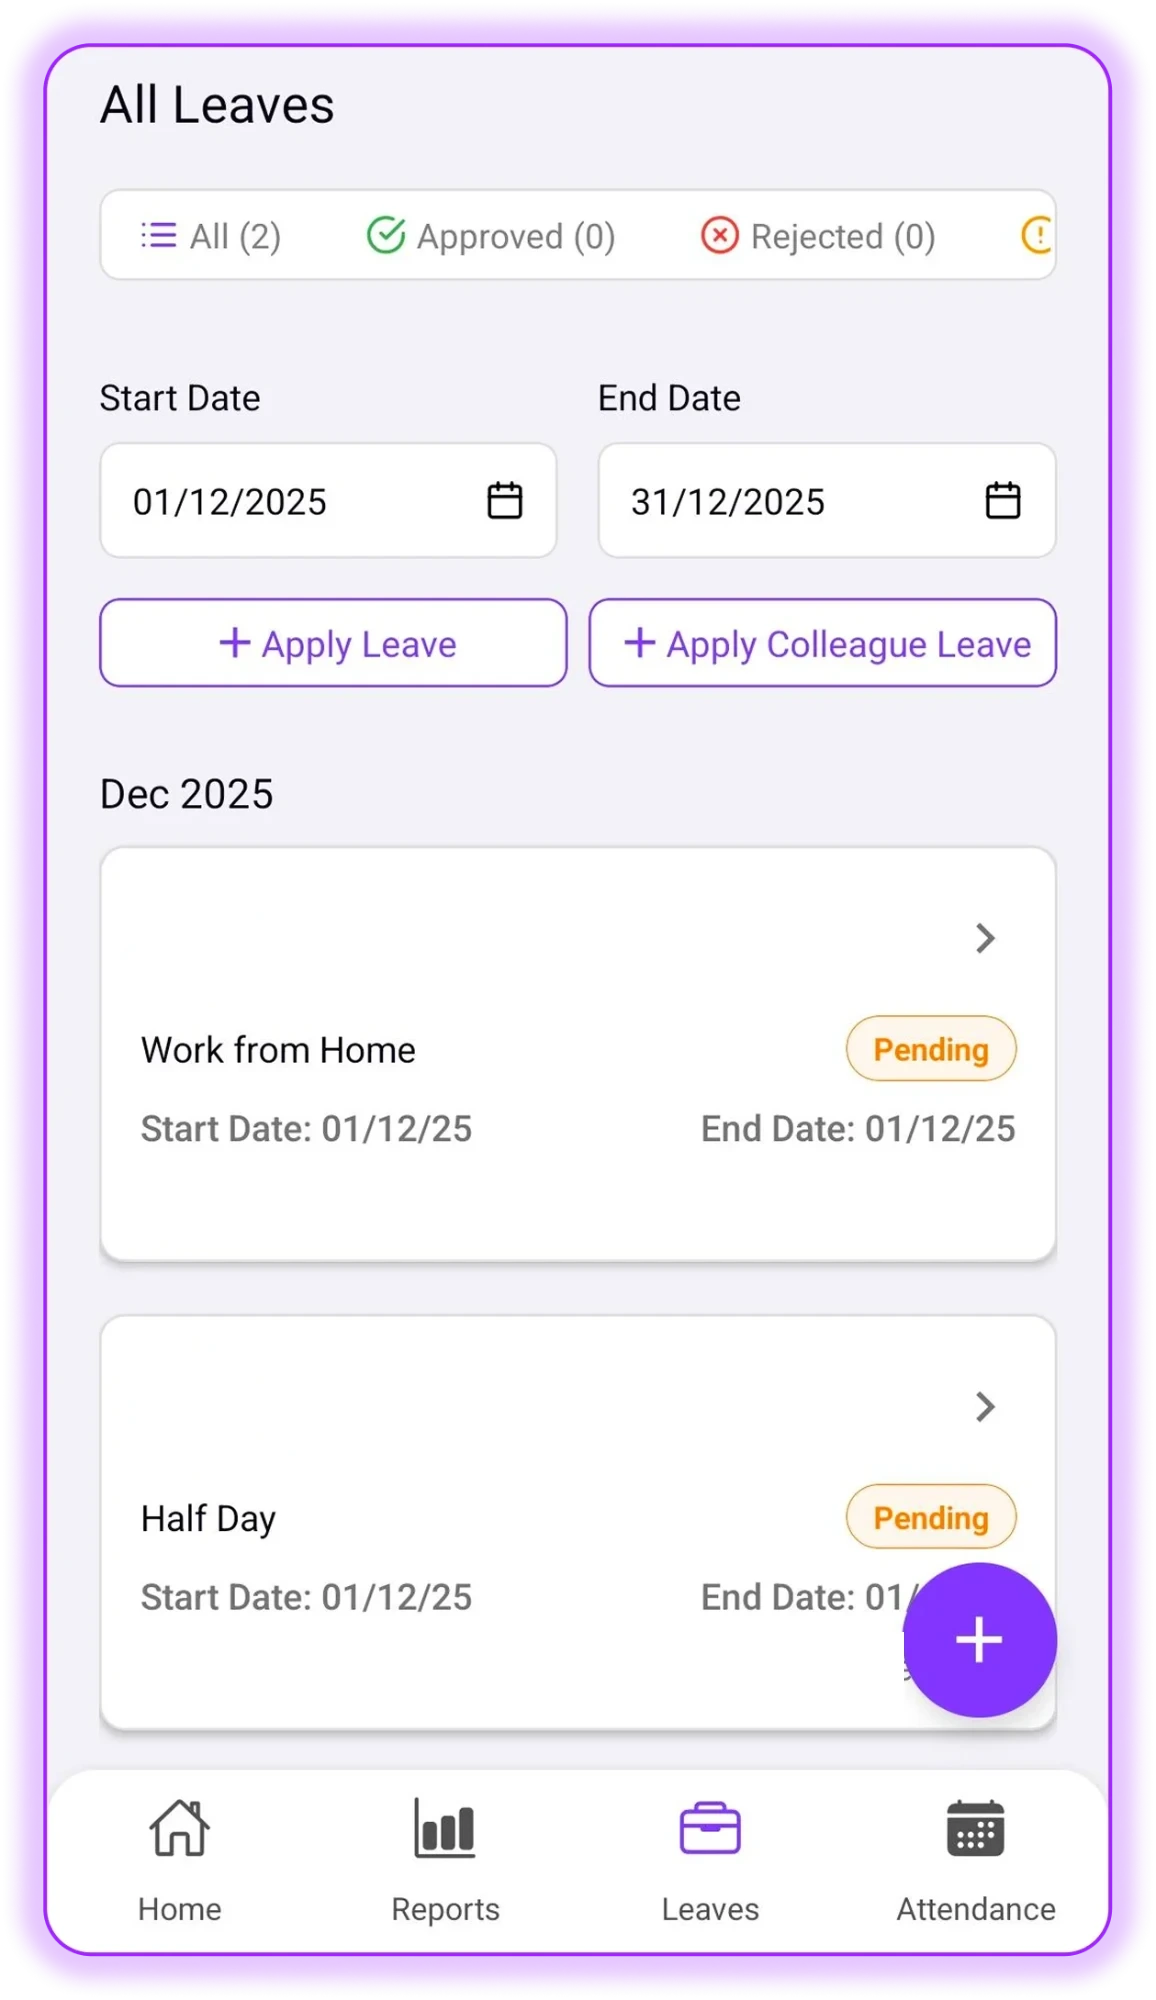 All Leaves
All (2) Approved (0) Rejected (0)
Start Date End Date
01/12/2025 31/12/2025
+ Apply Leave + Apply Colleague Leave
Dec 2025
Work from Home Pending
Start Date: 01/12/25 End Date: 01/12/25
Half Day Pending
Start Date: 01/12/25 End Date: 01/
Home Reports Leaves Attendance